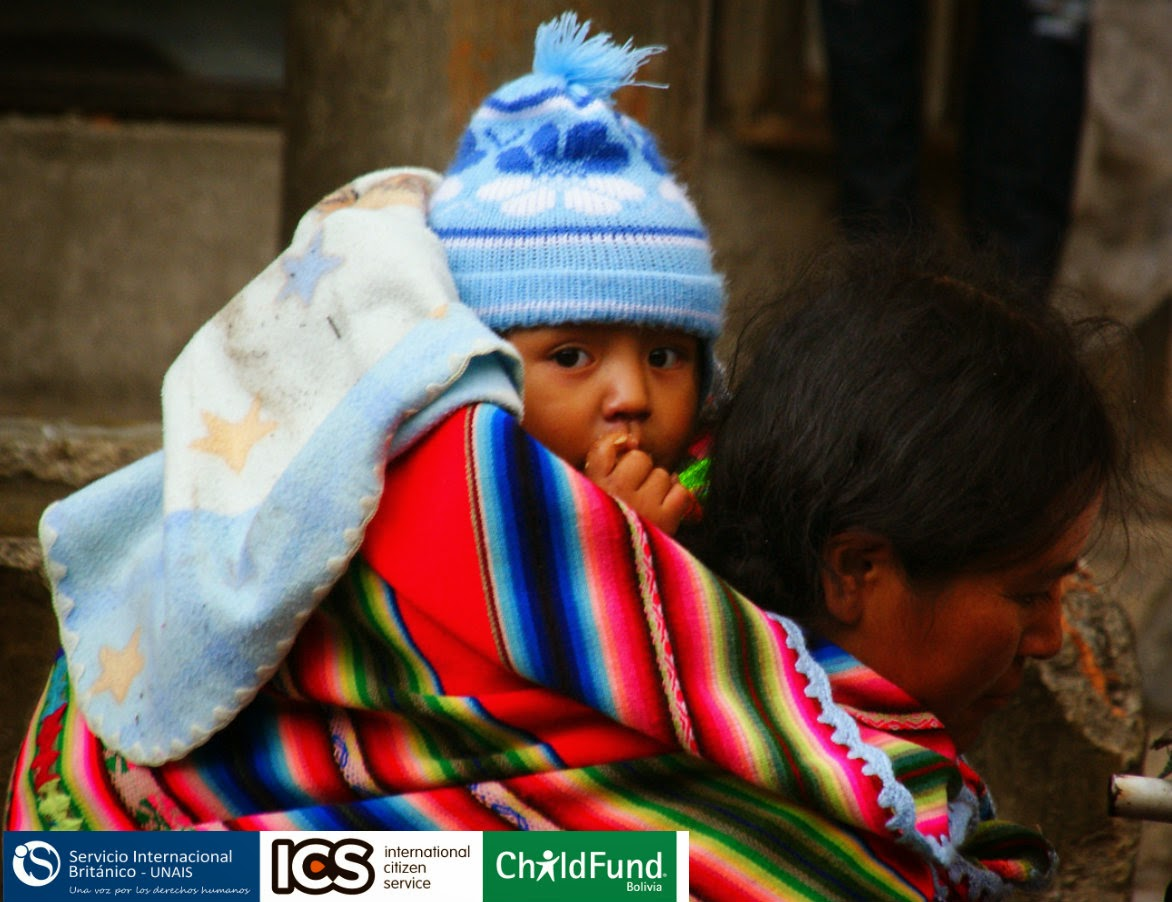 Servicio Internacional
Británico - UNAIS
Una voz por los derechos humanos
ICS
international
citizen
service
ChildFund®
Bolivia